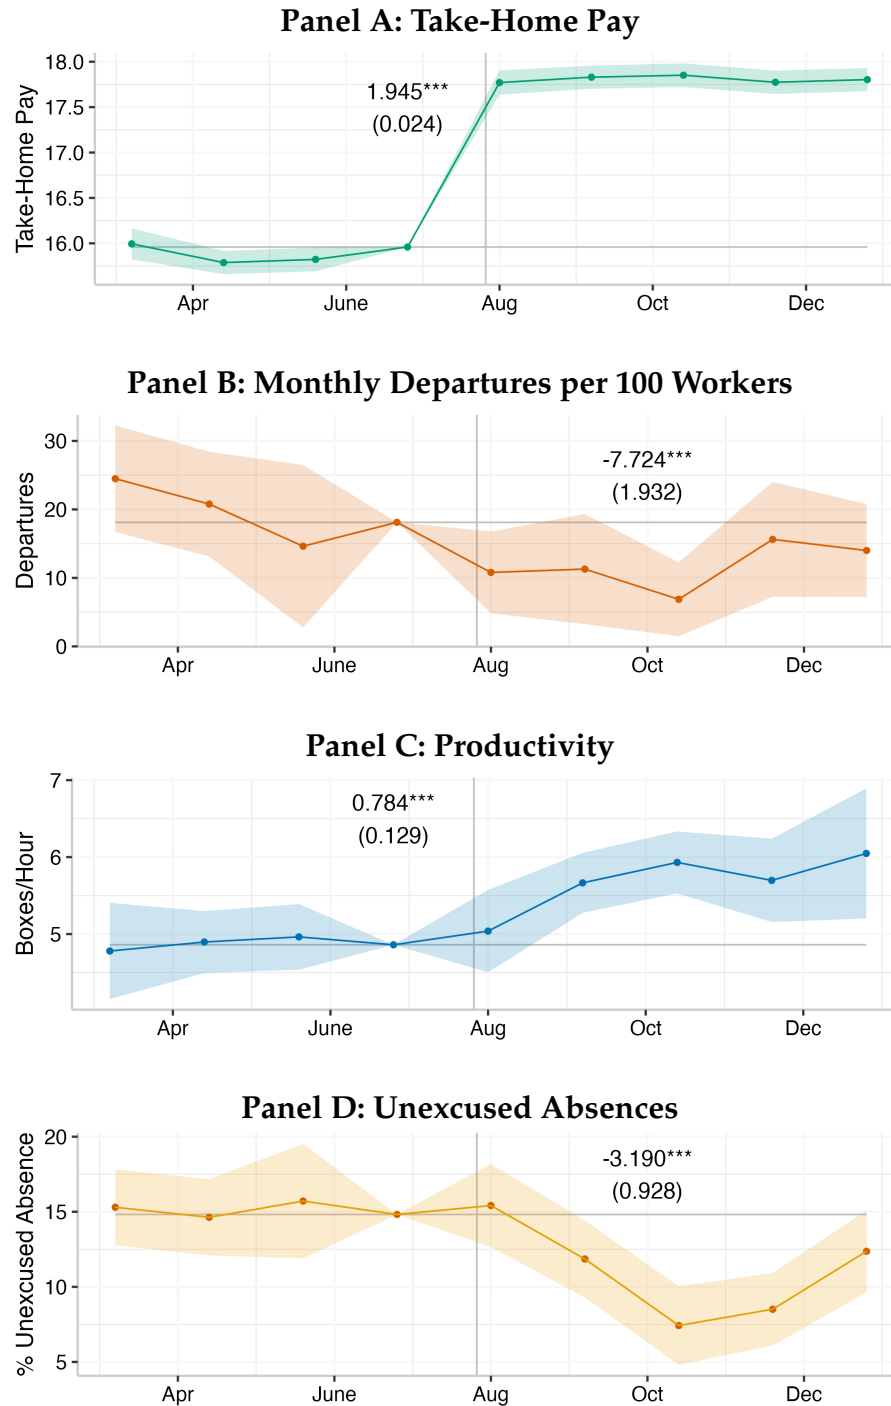 Panel A: Take-Home Pay
Take-Home Pay
18.0
17.5
17.0
16.5
16.0
1.945***
(0.024)
Apr June Aug Oct Dec
Panel B: Monthly Departures per 100 Workers
Departures
30
20
10
0
-7.724***
(1.932)
Apr June Aug Oct Dec
Panel C: Productivity
Boxes/Hour
7
6
5
0.784***
(0.129)
Apr June Aug Oct Dec
Panel D: Unexcused Absences
% Unexcused Absence
20
15
10
5
-3.190***
(0.928)
Apr June Aug Oct Dec